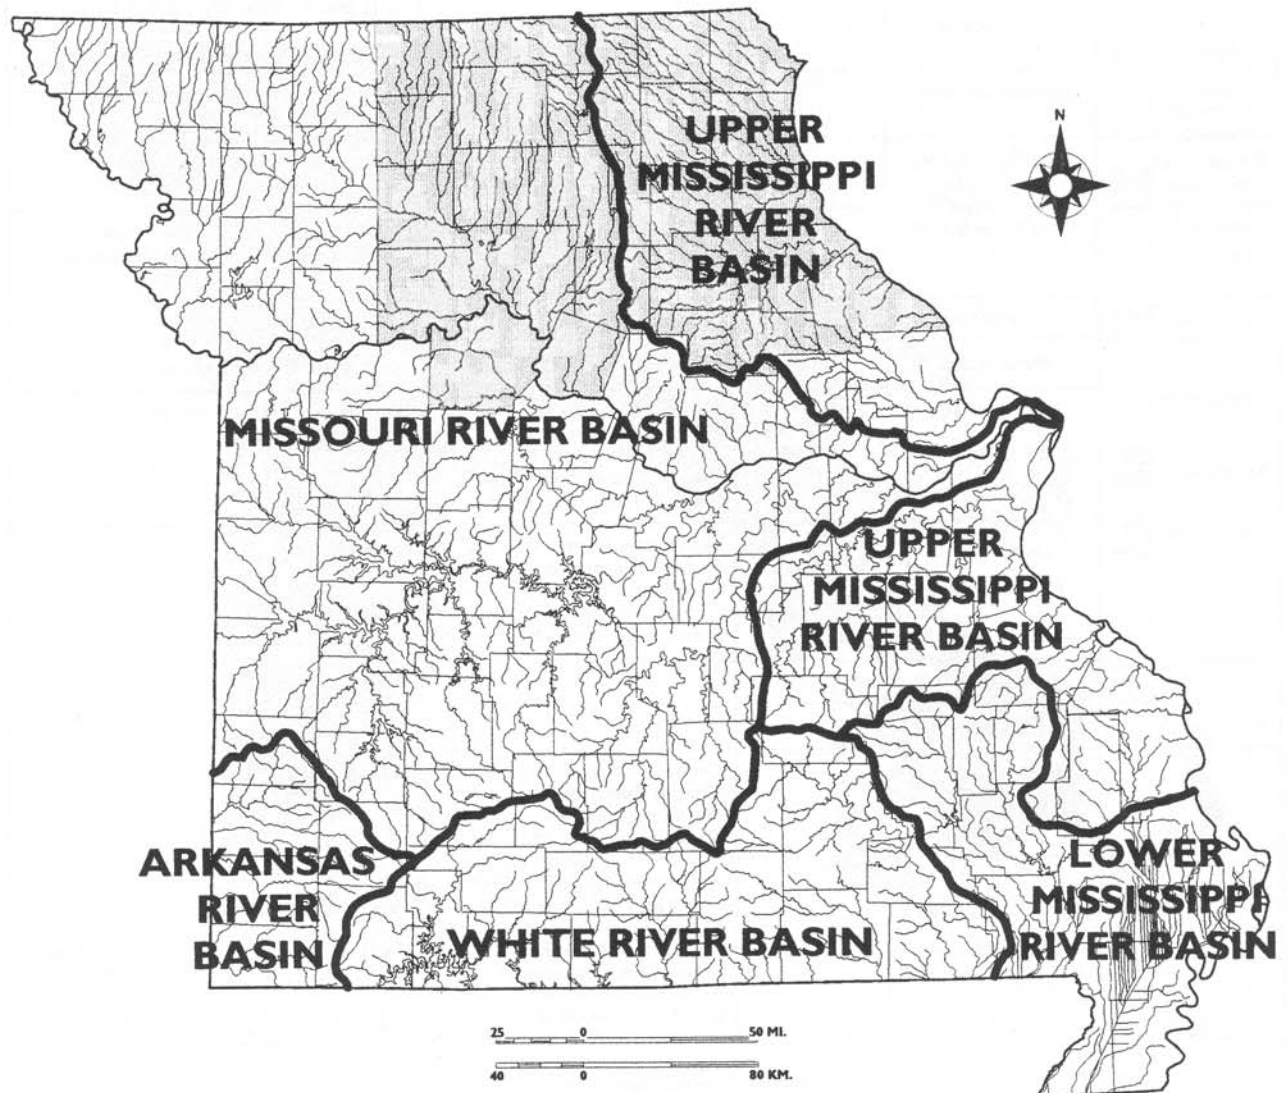 N
UPPER
MISSISSIPPI
RIVER
BASIN
MISSOURI RIVER BASIN
UPPER
MISSISSIPPI
RIVER BASIN
ARKANSAS
RIVER
BASIN
WHITE RIVER BASIN
LOWER
MISSISSIPPI
RIVER BASIN
25 0 50 MI.
40 0 80 KM.